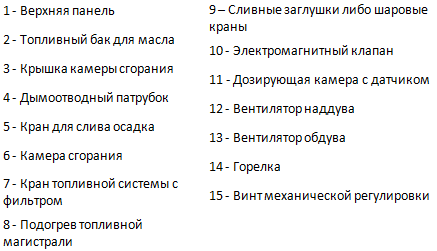 1 - Верхняя панель
2 - Топливный бак для масла
3 - Крышка камеры сгорания
4 - Дымоотводный патрубок
5 - Кран для слива осадка
6 - Камера сгорания
7 - Кран топливной системы с
фильтром
8 - Подогрев топливной
магистрали
9 – Сливные заглушки либо шаровые
краны
10 - Электромагнитный клапан
11 - Дозирующая камера с датчиком
12 - Вентилятор наддува
13 - Вентилятор обдува
14 - Горелка
15 - Винт механической регулировки